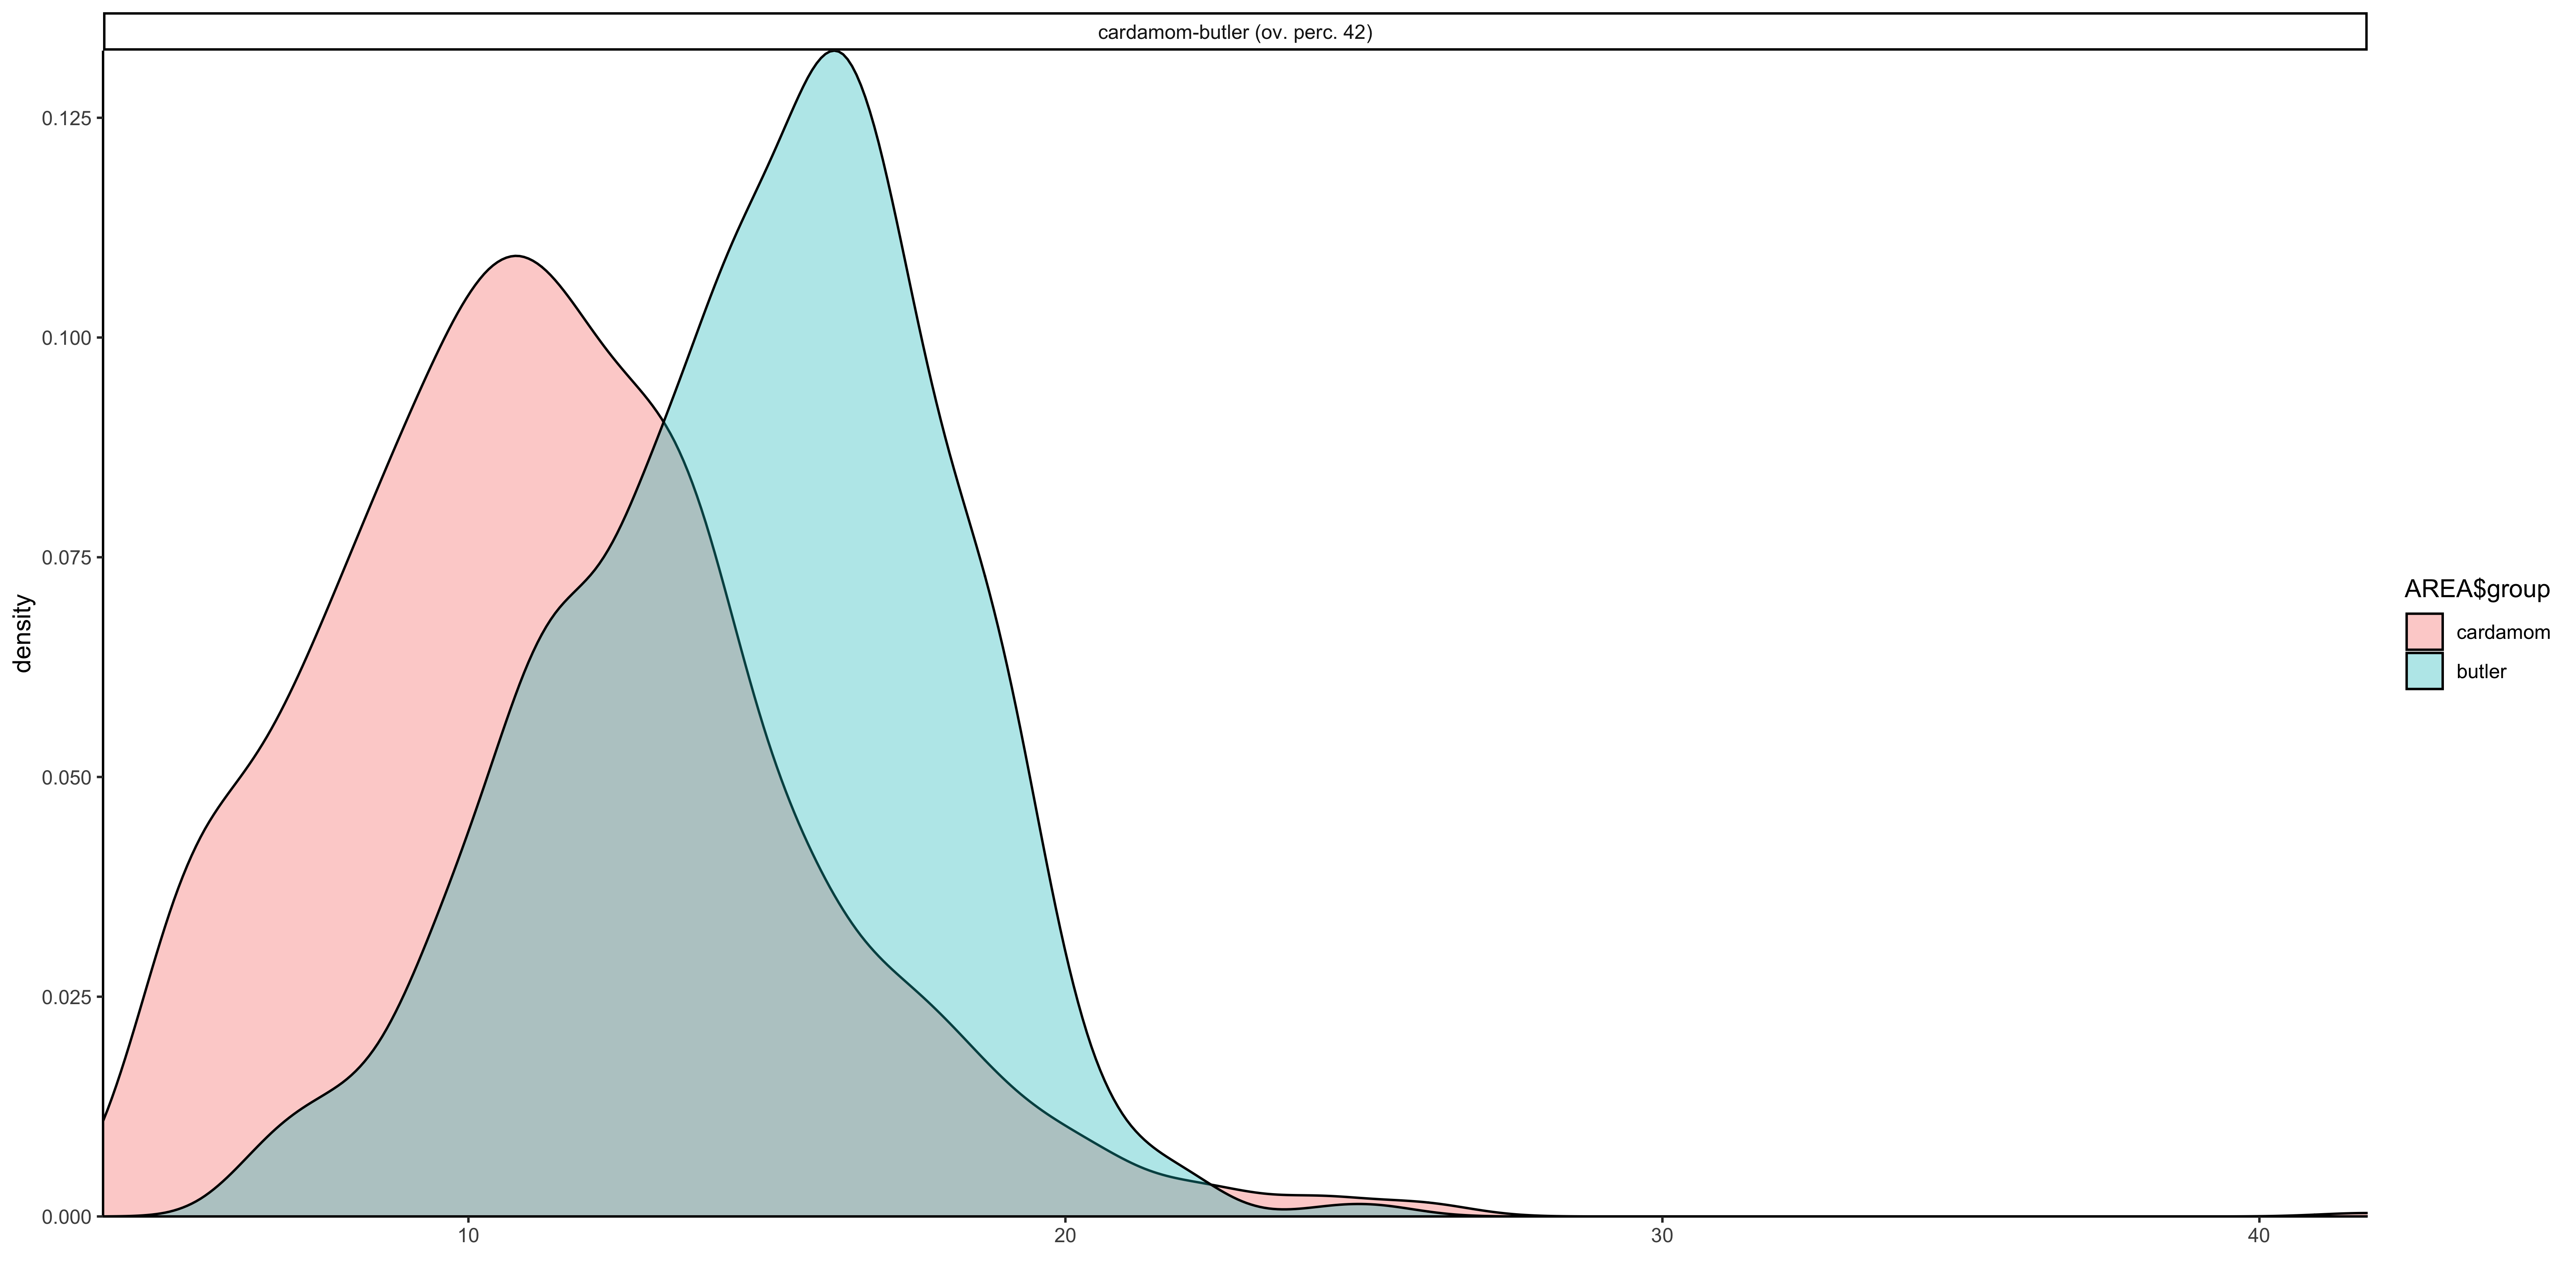 cardamom-butler (ov. perc. 42)
0.125
0.100
0.075
0.050
0.025
0.000
density
10 20 30 40
AREA$group
cardamom
butler